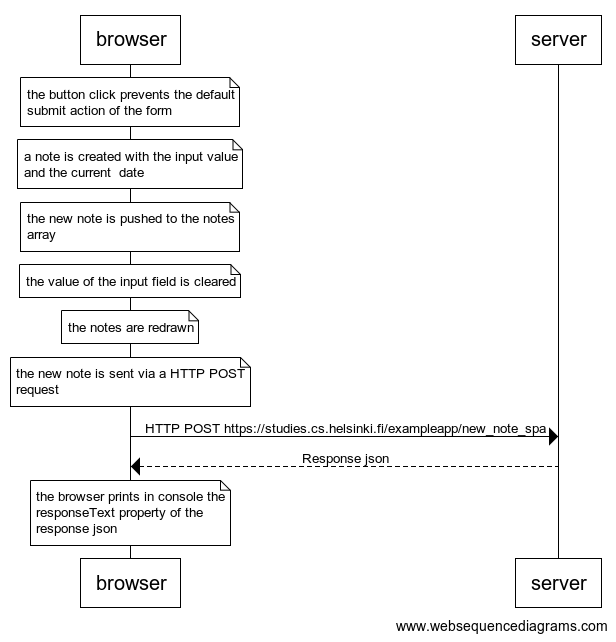 browser
server
the button click prevents the default
submit action of the form
a note is created with the input value
and the current  date
the new note is pushed to the notes
array
the value of the input field is cleared
the notes are redrawn
the new note is sent via a HTTP POST
request
HTTP POST https://studies.cs.helsinki.fi/exampleapp/new_note_spa
Response json
the browser prints in console the
responseText property of the
response json
browser
server
www.websequencediagrams.com